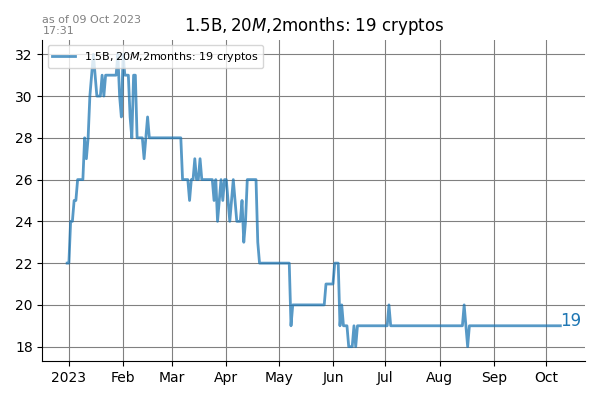 as of 09 Oct 2023
17:31
1.5B, 20M,2months: 19 cryptos
1.5B, 20M,2months: 19 cryptos
32
30
28
26
24
22
20
18
19
2023 Feb Mar Apr May Jun Jul Aug Sep Oct